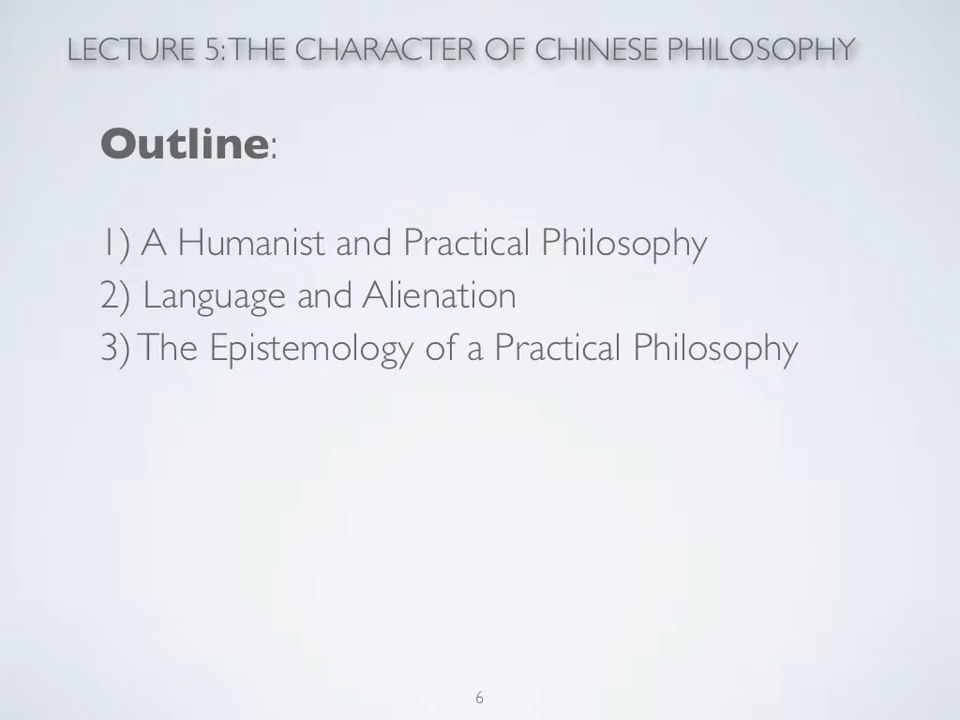 LECTURE 5: THE CHARACTER OF CHINESE PHILOSOPHY
Outline:
1) A Humanist and Practical Philosophy
2) Language and Alienation
3) The Epistemology of a Practical Philosophy
6